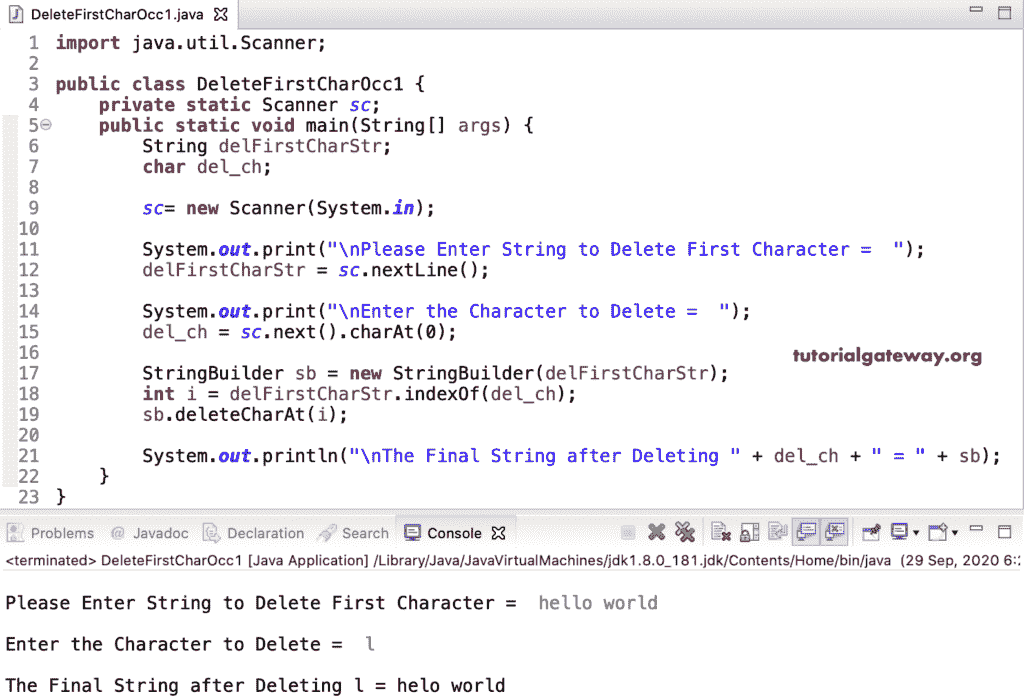 DeleteFirstCharOcc1.java
1 import java.util.Scanner;
2
3 public class DeleteFirstCharOcc1 {
4     private static Scanner sc;
5     public static void main(String[] args) {
6         String delFirstCharStr;
7         char del_ch;
8
9         sc= new Scanner(System.in);
10
11         System.out.print("\nPlease Enter String to Delete First Character =  ");
12         delFirstCharStr = sc.nextLine();
13
14         System.out.print("\nEnter the Character to Delete =  ");
15         del_ch = sc.next().charAt(0);
16
tutorialgateway.org
17         StringBuilder sb = new StringBuilder(delFirstCharStr);
18         int i = delFirstCharStr.indexOf(del_ch);
19         sb.deleteCharAt(i);
20
21         System.out.println("\nThe Final String after Deleting " + del_ch + " = " + sb);
22     }
23 }
Problems @ Javadoc Declaration Search Console
<terminated> DeleteFirstCharOcc1 [Java Application] /Library/Java/JavaVirtualMachines/jdk1.8.0_181.jdk/Contents/Home/bin/java (29 Sep, 2020 6:
Please Enter String to Delete First Character =  hello world
Enter the Character to Delete =  l
The Final String after Deleting l = helo world